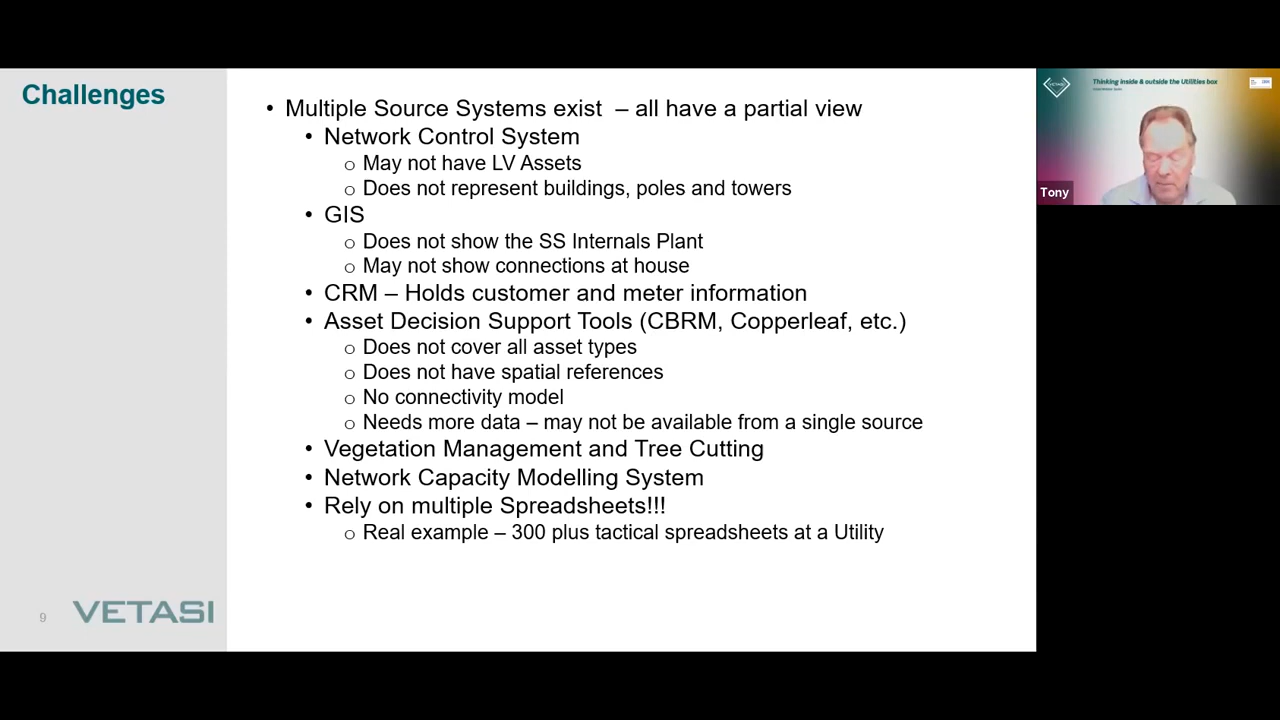 Challenges
• Multiple Source Systems exist – all have a partial view
• Network Control System
o May not have LV Assets
o Does not represent buildings, poles and towers
• GIS
o Does not show the SS Internals Plant
o May not show connections at house
• CRM – Holds customer and meter information
• Asset Decision Support Tools (CBRM, Copperleaf, etc.)
o Does not cover all asset types
o Does not have spatial references
o No connectivity model
o Needs more data – may not be available from a single source
• Vegetation Management and Tree Cutting
• Network Capacity Modelling System
• Rely on multiple Spreadsheets!!!
o Real example – 300 plus tactical spreadsheets at a Utility
9
VETASI
Thinking inside & outside the Utilities box
Tony